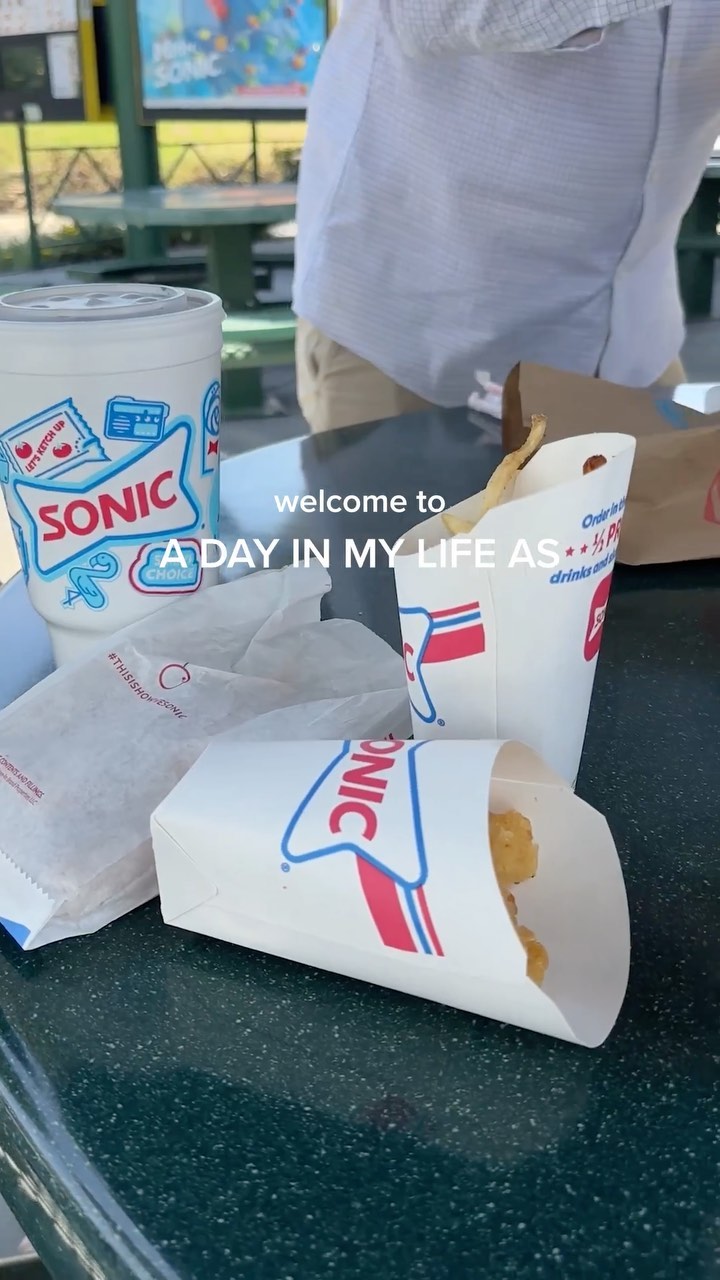 SONIC
LET'S KETCH UP
SONIC
CHOICE
welcome to
A DAY IN MY LIFE AS
Order in the
½ PR
drinks and
#THISISHOWWESONIC
SONIC